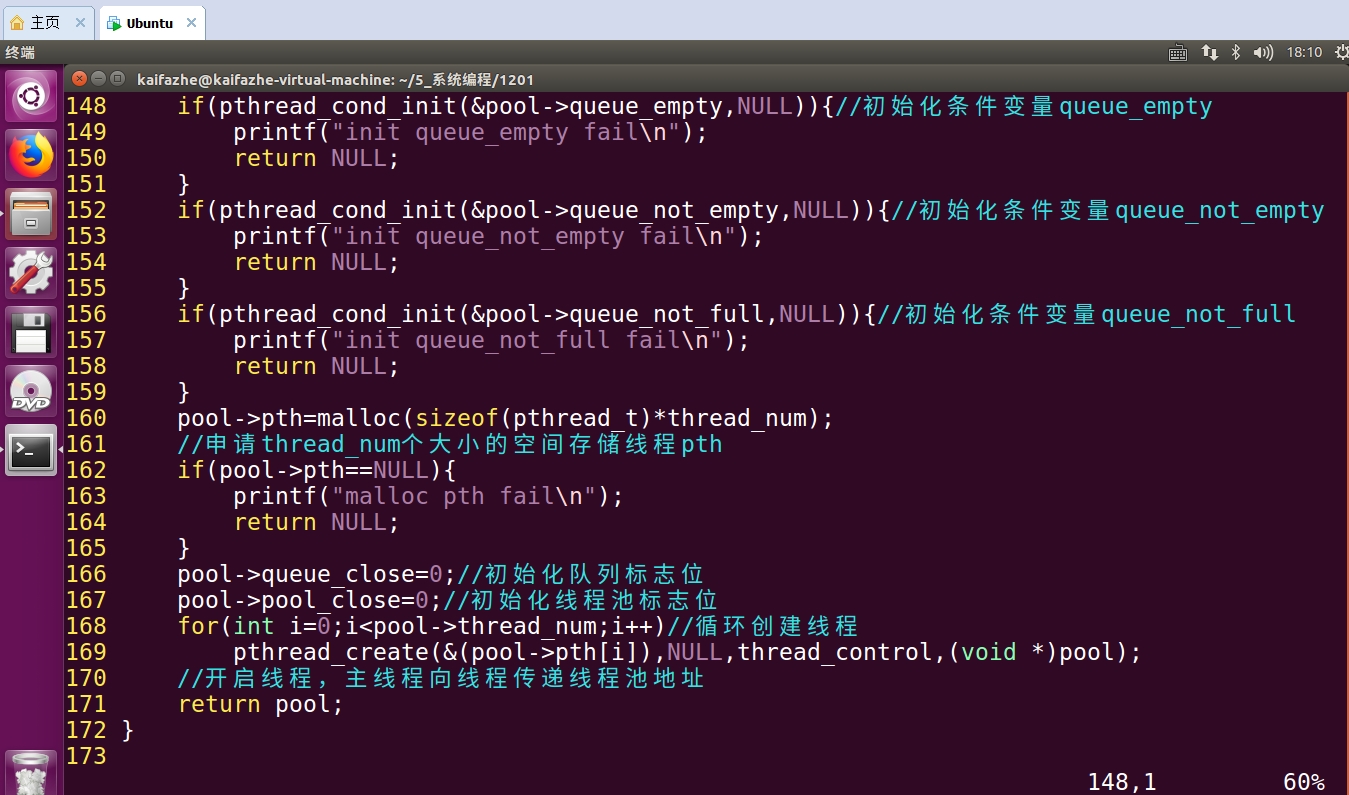 主页
Ubuntu
终端
18:10
kaifazhe@kaifazhe-virtual-machine: ~/5_系统编程/1201
148     if(pthread_cond_init(&pool->queue_empty,NULL)){//初始化条件变量queue_empty
149         printf("init queue_empty fail\n");
150         return NULL;
151     }
152     if(pthread_cond_init(&pool->queue_not_empty,NULL)){//初始化条件变量queue_not_empty
153         printf("init queue_not_empty fail\n");
154         return NULL;
155     }
156     if(pthread_cond_init(&pool->queue_not_full,NULL)){//初始化条件变量queue_not_full
157         printf("init queue_not_full fail\n");
158         return NULL;
159     }
160     pool->pth=malloc(sizeof(pthread_t)*thread_num);
161     //申请thread_num个大小的空间存储线程pth
162     if(pool->pth==NULL){
163         printf("malloc pth fail\n");
164         return NULL;
165     }
166     pool->queue_close=0;//初始化队列标志位
167     pool->pool_close=0;//初始化线程池标志位
168     for(int i=0;i<pool->thread_num;i++)//循环创建线程
169         pthread_create(&(pool->pth[i]),NULL,thread_control,(void *)pool);
170     //开启线程，主线程向线程传递线程池地址
171     return pool;
172 }
173
148,1 60%
DVD